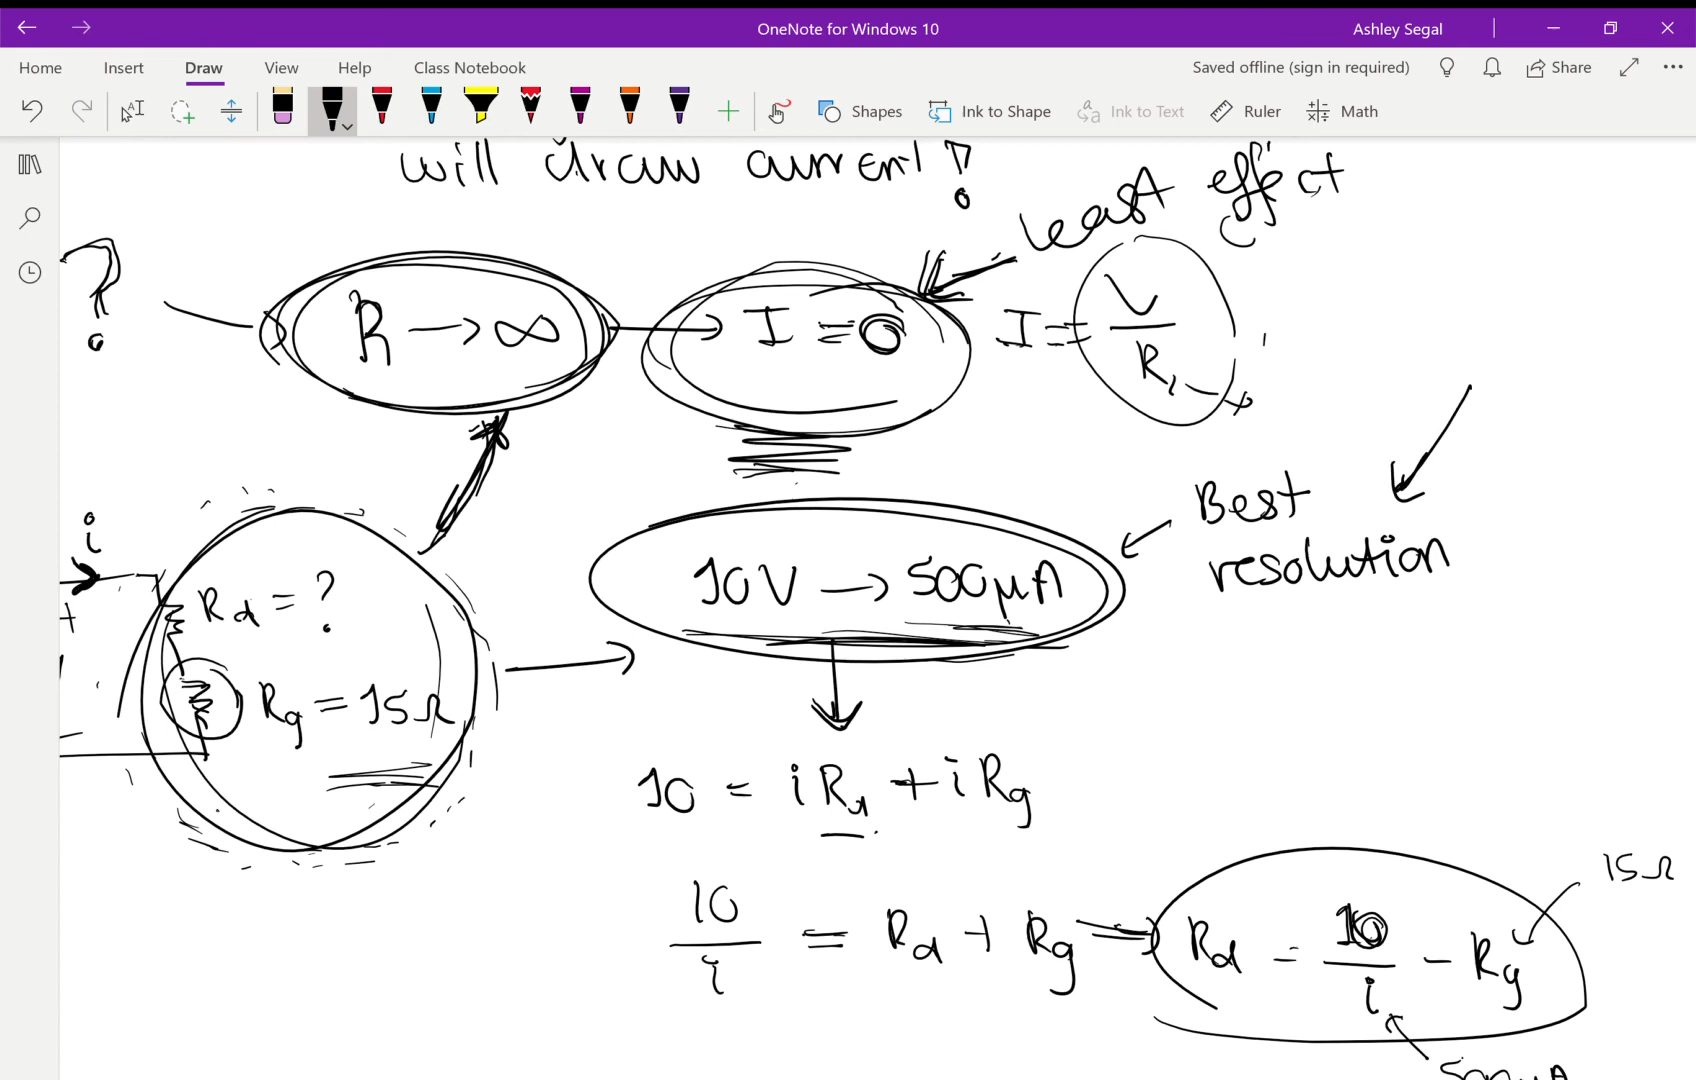 OneNote for Windows 10
Ashley Segal
Home Insert Draw View Help Class Notebook
Saved offline (sign in required) Share
Shapes Ink to Shape Ink to Text Ruler Math
will draw current?
Least effect
?
R → ∞ → I = 0
I = V / R
Best resolution
10V → 500μA
i
+
Rd = ?
Rg = 15Ω
−
10 = iRd + iRg
10 / i = Rd + Rg ⇒ Rd = 10 / i − Rg
15Ω
500μA